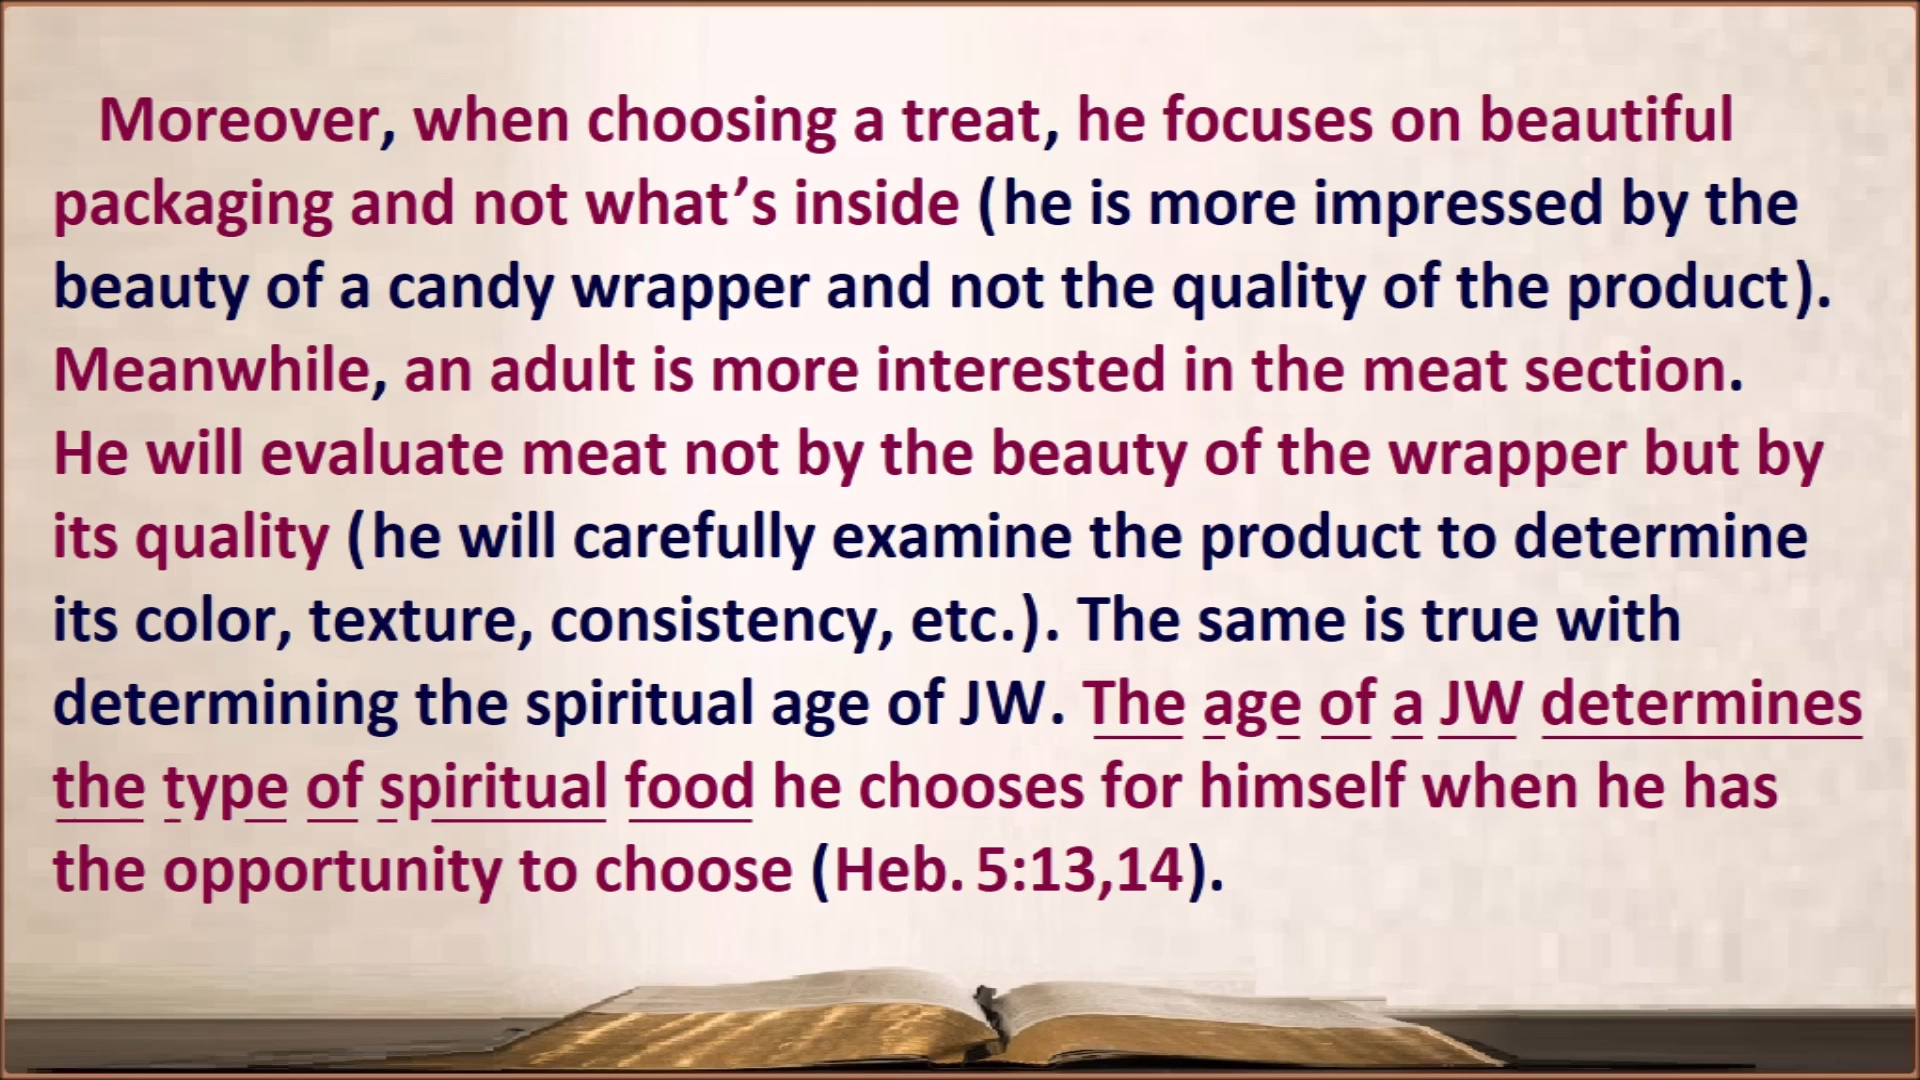 Moreover, when choosing a treat, he focuses on beautiful
packaging and not what’s inside (he is more impressed by the
beauty of a candy wrapper and not the quality of the product).
Meanwhile, an adult is more interested in the meat section.
He will evaluate meat not by the beauty of the wrapper but by
its quality (he will carefully examine the product to determine
its color, texture, consistency, etc.). The same is true with
determining the spiritual age of JW. The age of a JW determines
the type of spiritual food he chooses for himself when he has
the opportunity to choose (Heb. 5:13,14).